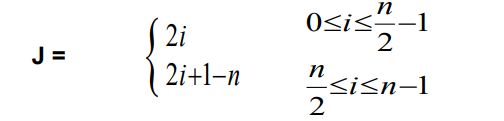 J = { 2i    0≤i≤n/2−1
2i+1−n    n/2≤i≤n−1